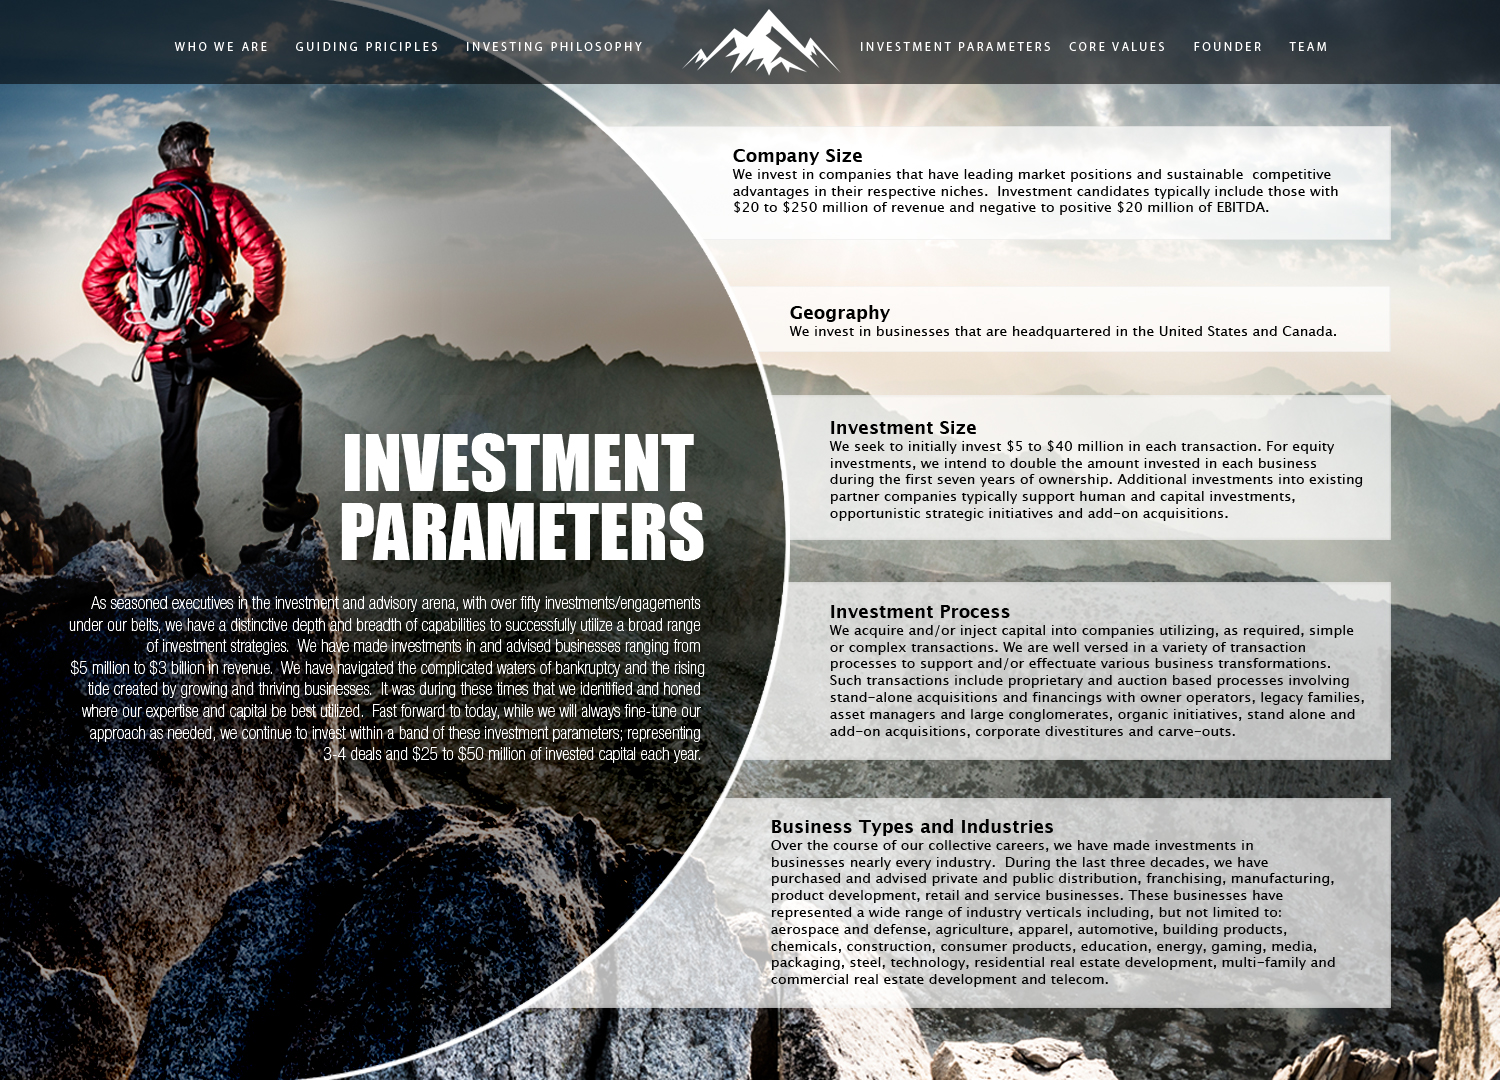 WHO WE ARE GUIDING PRICIPLES INVESTING PHILOSOPHY INVESTMENT PARAMETERS CORE VALUES FOUNDER TEAM
INVESTMENT
PARAMETERS
As seasoned executives in the investment and advisory arena, with over fifty investments/engagements
under our belts, we have a distinctive depth and breadth of capabilities to successfully utilize a broad range
of investment strategies. We have made investments in and advised businesses ranging from
$5 million to $3 billion in revenue. We have navigated the complicated waters of bankruptcy and the rising
tide created by growing and thriving businesses. It was during these times that we identified and honed
where our expertise and capital be best utilized. Fast forward to today, while we will always fine-tune our
approach as needed, we continue to invest within a band of these investment parameters; representing
3-4 deals and $25 to $50 million of invested capital each year.
Company Size
We invest in companies that have leading market positions and sustainable competitive
advantages in their respective niches. Investment candidates typically include those with
$20 to $250 million of revenue and negative to positive $20 million of EBITDA.
Geography
We invest in businesses that are headquartered in the United States and Canada.
Investment Size
We seek to initially invest $5 to $40 million in each transaction. For equity
investments, we intend to double the amount invested in each business
during the first seven years of ownership. Additional investments into existing
partner companies typically support human and capital investments,
opportunistic strategic initiatives and add-on acquisitions.
Investment Process
We acquire and/or inject capital into companies utilizing, as required, simple
or complex transactions. We are well versed in a variety of transaction
processes to support and/or effectuate various business transformations.
Such transactions include proprietary and auction based processes involving
stand-alone acquisitions and financings with owner operators, legacy families,
asset managers and large conglomerates, organic initiatives, stand alone and
add-on acquisitions, corporate divestitures and carve-outs.
Business Types and Industries
Over the course of our collective careers, we have made investments in
businesses nearly every industry. During the last three decades, we have
purchased and advised private and public distribution, franchising, manufacturing,
product development, retail and service businesses. These businesses have
represented a wide range of industry verticals including, but not limited to:
aerospace and defense, agriculture, apparel, automotive, building products,
chemicals, construction, consumer products, education, energy, gaming, media,
packaging, steel, technology, residential real estate development, multi-family and
commercial real estate development and telecom.